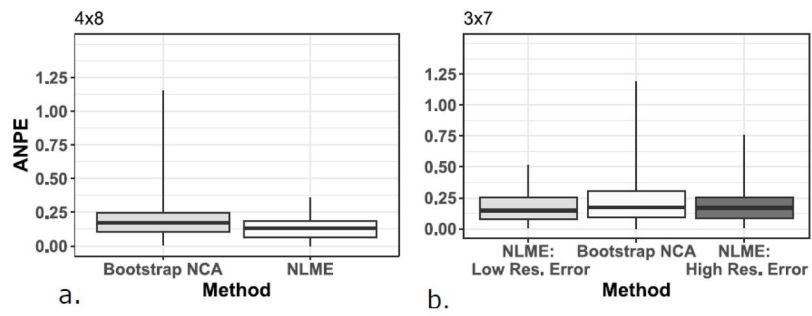 4x8
ANPE
1.25
1.00
0.75
0.50
0.25
0.00
Bootstrap NCA
NLME
Method
a.
3x7
1.25
1.00
0.75
0.50
0.25
0.00
NLME:
Low Res. Error
Bootstrap NCA
NLME:
High Res. Error
Method
b.